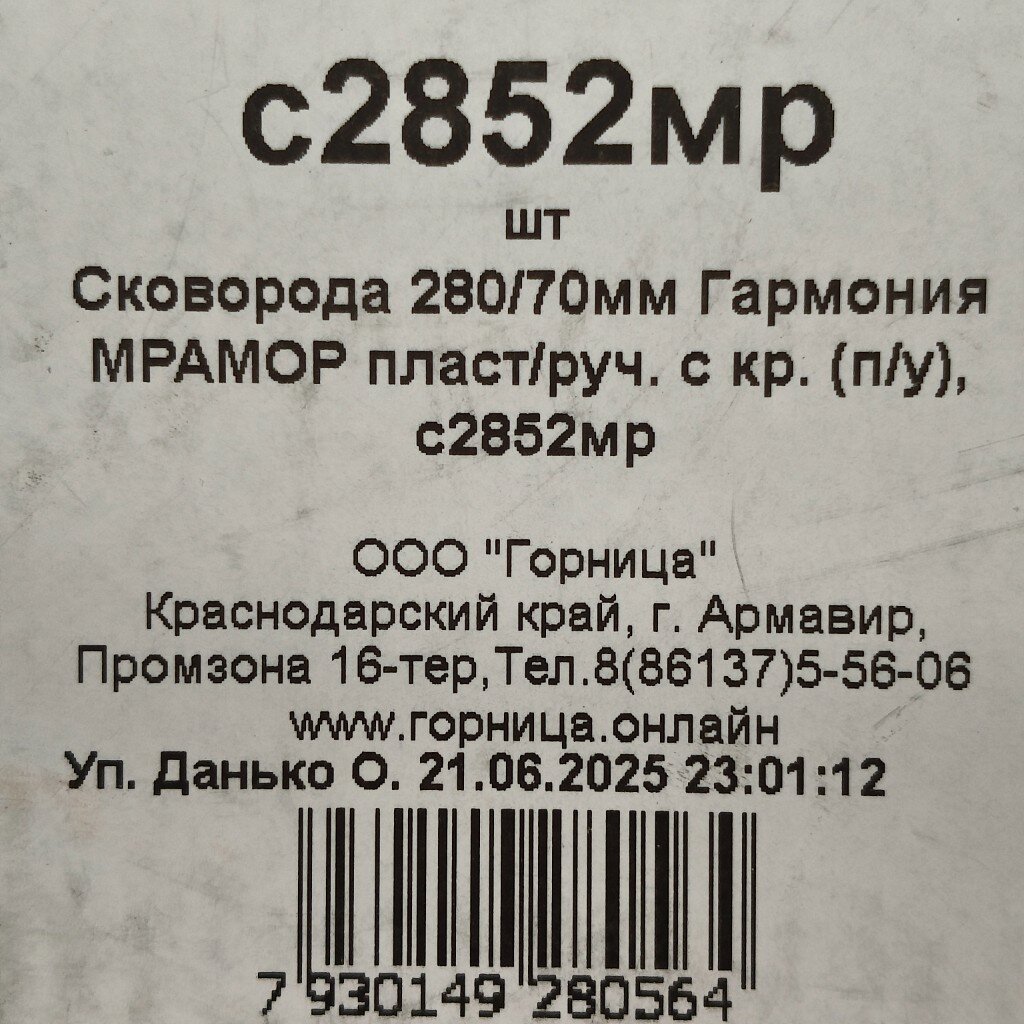 с2852мр
шт
Сковорода 280/70мм Гармония
МРАМОР пласт/руч. с кр. (п/у),
с2852мр
ООО "Горница"
Краснодарский край, г. Армавир,
Промзона 16-тер,Тел.8(86137)5-56-06
www.горница.онлайн
Уп. Данько О. 21.06.2025 23:01:12
7 930149 280564